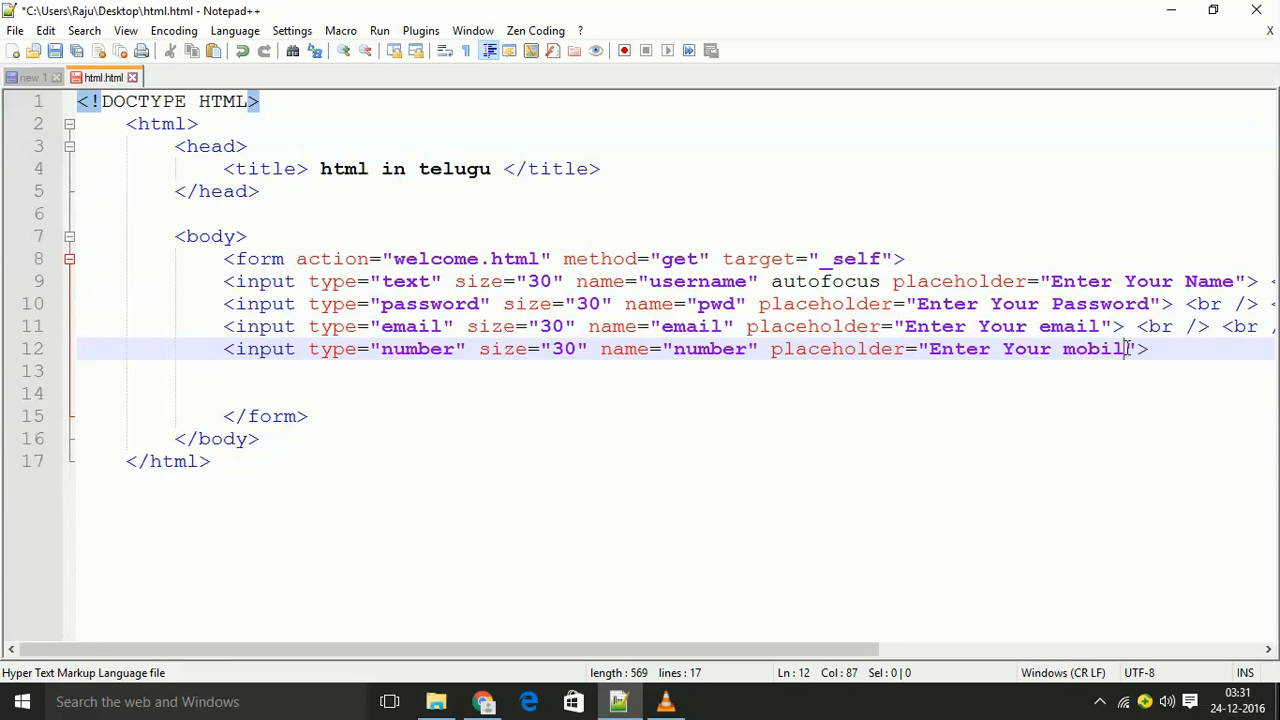 *C:\Users\Raju\Desktop\html.html - Notepad++
File Edit Search View Encoding Language Settings Macro Run Plugins Window Zen Coding ? X
new 1 html.html
1 <!DOCTYPE HTML>
2 <html>
3 <head>
4 <title> html in telugu </title>
5 </head>
6
7 <body>
8 <form action="welcome.html" method="get" target="_self">
9 <input type="text" size="30" name="username" autofocus placeholder="Enter Your Name"> <
10 <input type="password" size="30" name="pwd" placeholder="Enter Your Password"> <br /> <
11 <input type="email" size="30" name="email" placeholder="Enter Your email"> <br /> <br /
12 <input type="number" size="30" name="number" placeholder="Enter Your mobil">
13
14
15 </form>
16 </body>
17 </html>
Hyper Text Markup Language file length : 569 lines : 17 Ln : 12 Col : 87 Sel : 0 | 0 Windows (CR LF) UTF-8 INS
Search the web and Windows
03:31
24-12-2016